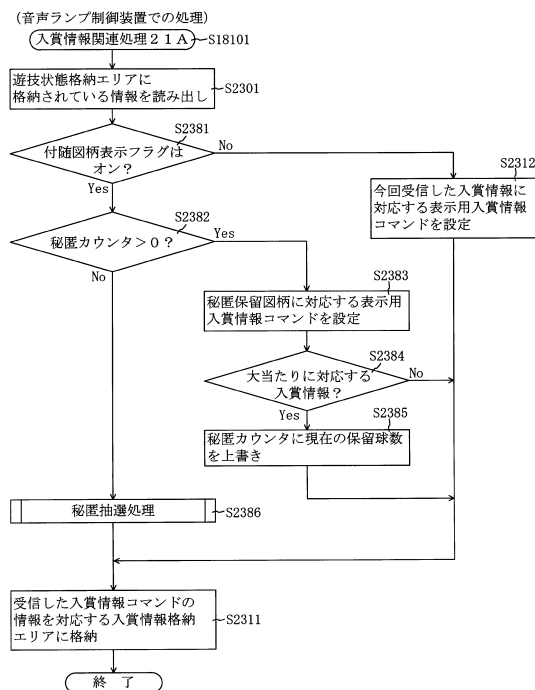 (音声ランプ制御装置での処理)
入賞情報関連処理21A
S18101
遊技状態格納エリアに
格納されている情報を読み出し
S2301
付随図柄表示フラグは
オン?
S2381
No
Yes
S2312
今回受信した入賞情報に
対応する表示用入賞情報
コマンドを設定
秘匿カウンタ>0?
S2382
Yes
No
S2383
秘匿保留図柄に対応する表示用
入賞情報コマンドを設定
S2384
大当たりに対応する
入賞情報?
No
Yes
S2385
秘匿カウンタに現在の保留球数
を上書き
秘匿抽選処理
S2386
受信した入賞情報コマンドの
情報を対応する入賞情報格納
エリアに格納
S2311
終 了